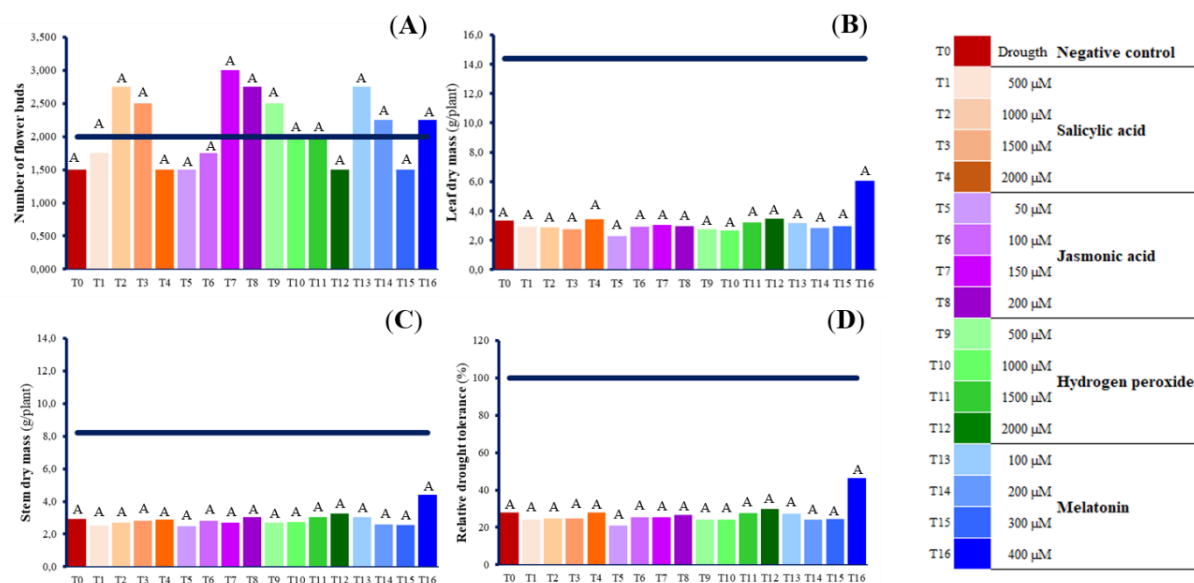 (A)
Number of flower buds
3,500
3,000
2,500
2,000
1,500
1,000
0,500
0,000
A A A A A A A A A A A A A A A A A
T0 T1 T2 T3 T4 T5 T6 T7 T8 T9 T10 T11 T12 T13 T14 T15 T16
(B)
Leaf dry mass (g/plant)
16,0
14,0
12,0
10,0
8,0
6,0
4,0
2,0
0,0
A A A A A A A A A A A A A A A A A
T0 T1 T2 T3 T4 T5 T6 T7 T8 T9 T10 T11 T12 T13 T14 T15 T16
(C)
Stem dry mass (g/plant)
14,0
12,0
10,0
8,0
6,0
4,0
2,0
0,0
A A A A A A A A A A A A A A A A A
T0 T1 T2 T3 T4 T5 T6 T7 T8 T9 T10 T11 T12 T13 T14 T15 T16
(D)
Relative drought tolerance (%)
120
100
80
60
40
20
0
A A A A A A A A A A A A A A A A A
T0 T1 T2 T3 T4 T5 T6 T7 T8 T9 T10 T11 T12 T13 T14 T15 T16
T0 Drougth Negative control
T1 500 μM
T2 1000 μM
Salicylic acid
T3 1500 μM
T4 2000 μM
T5 50 μM
T6 100 μM
Jasmonic acid
T7 150 μM
T8 200 μM
T9 500 μM
T10 1000 μM
Hydrogen peroxide
T11 1500 μM
T12 2000 μM
T13 100 μM
T14 200 μM
Melatonin
T15 300 μM
T16 400 μM